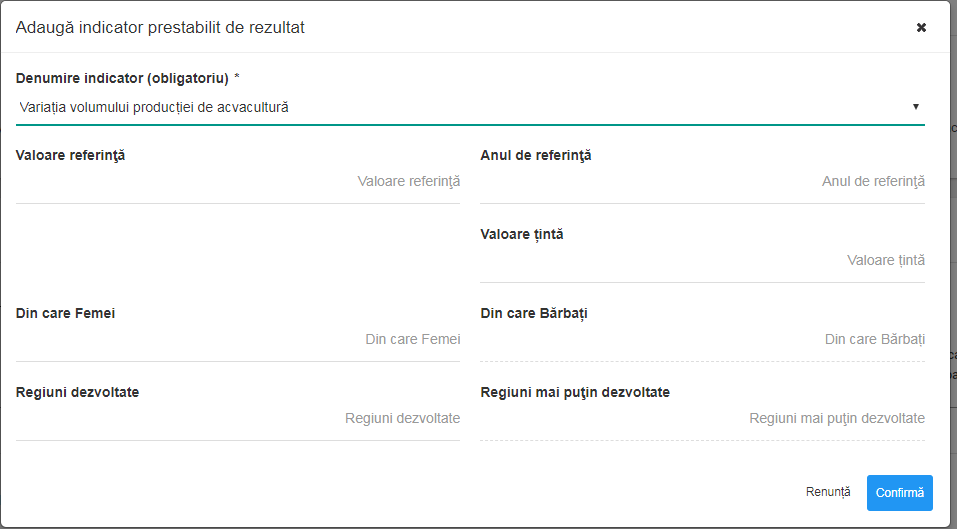 Adaugă indicator prestabilit de rezultat ✖
Denumire indicator (obligatoriu) *
Variația volumului producției de acvacultură ▼
Valoare referinţă Anul de referinţă
Valoare referinţă Anul de referinţă
Valoare țintă
Valoare țintă
Din care Femei Din care Bărbați
Din care Femei Din care Bărbați
Regiuni dezvoltate Regiuni mai puţin dezvoltate
Regiuni dezvoltate Regiuni mai puţin dezvoltate
Renunță Confirmă